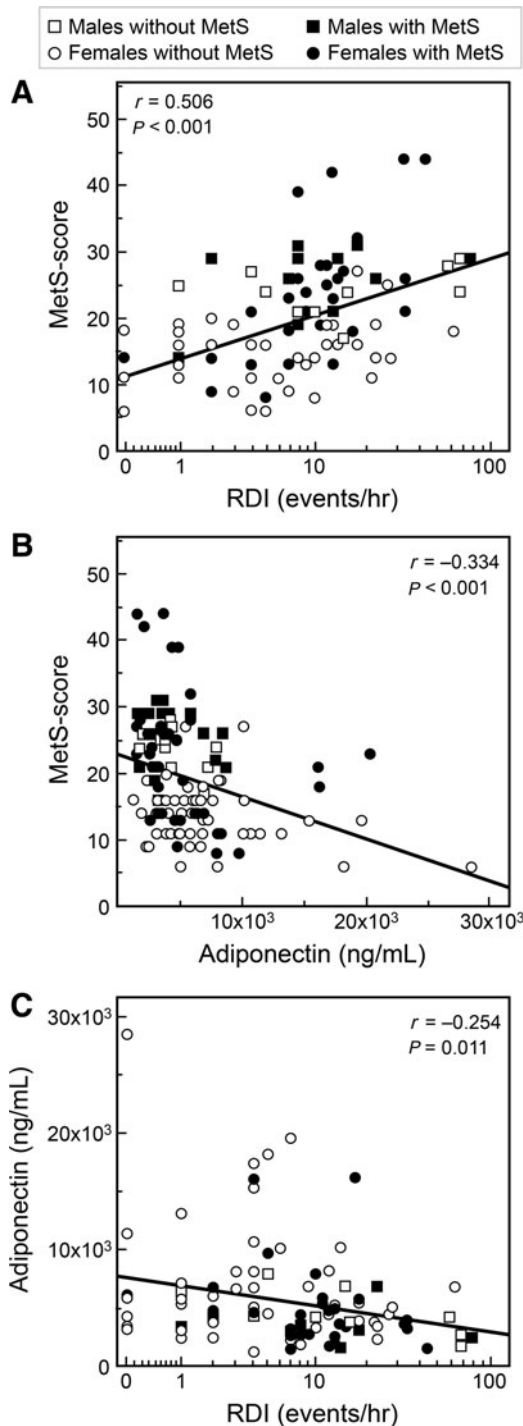 Males without MetS Males with MetS
Females without MetS Females with MetS
A
r = 0.506
P < 0.001
50
40
30
20
10
0
MetS-score
0 1 10 100
RDI (events/hr)
B
r = –0.334
P < 0.001
50
40
30
20
10
0
MetS-score
10x10³ 20x10³ 30x10³
Adiponectin (ng/mL)
C
r = –0.254
P = 0.011
30x10³
20x10³
10x10³
0
Adiponectin (ng/mL)
0 1 10 100
RDI (events/hr)